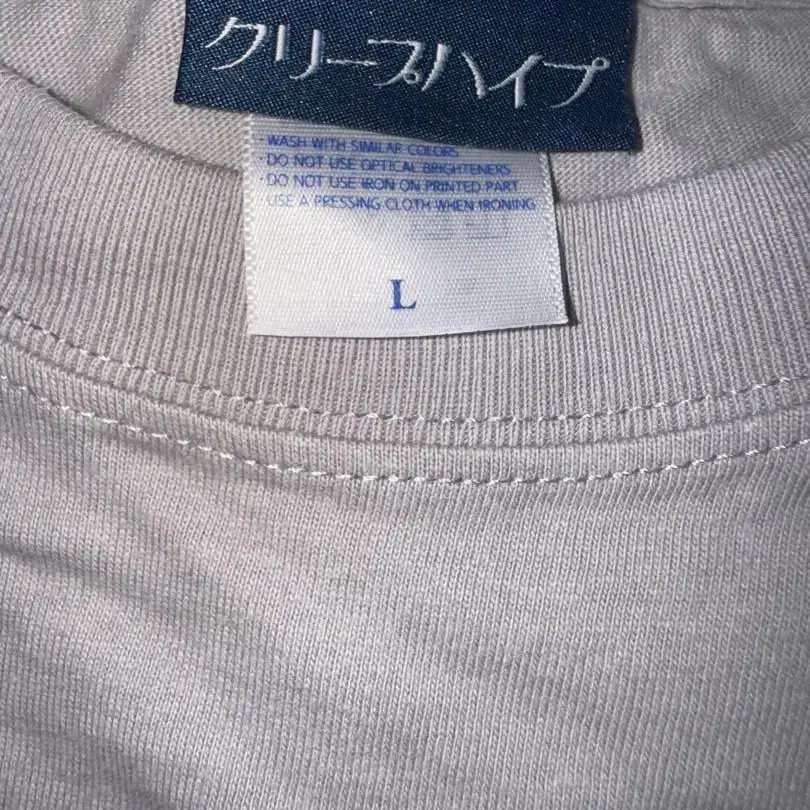 クリープハイプ
· WASH WITH SIMILAR COLORS
· DO NOT USE OPTICAL BRIGHTENERS
· DO NOT USE IRON ON PRINTED PART
USE A PRESSING CLOTH WHEN IRONING
L